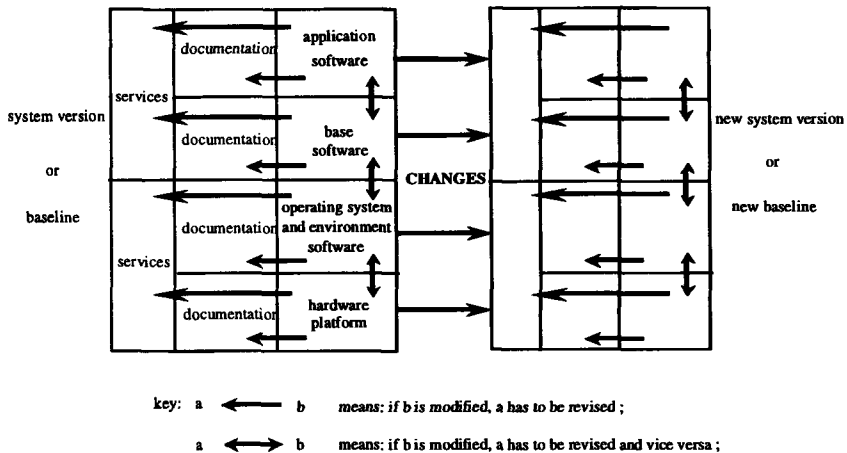 documentation
application
software
services
system version
documentation
base
software
new system version
or
CHANGES
or
baseline
documentation
operating system
and environment
software
new baseline
services
documentation
hardware
platform
key: a b means: if b is modified, a has to be revised ;
a b means: if b is modified, a has to be revised and vice versa ;